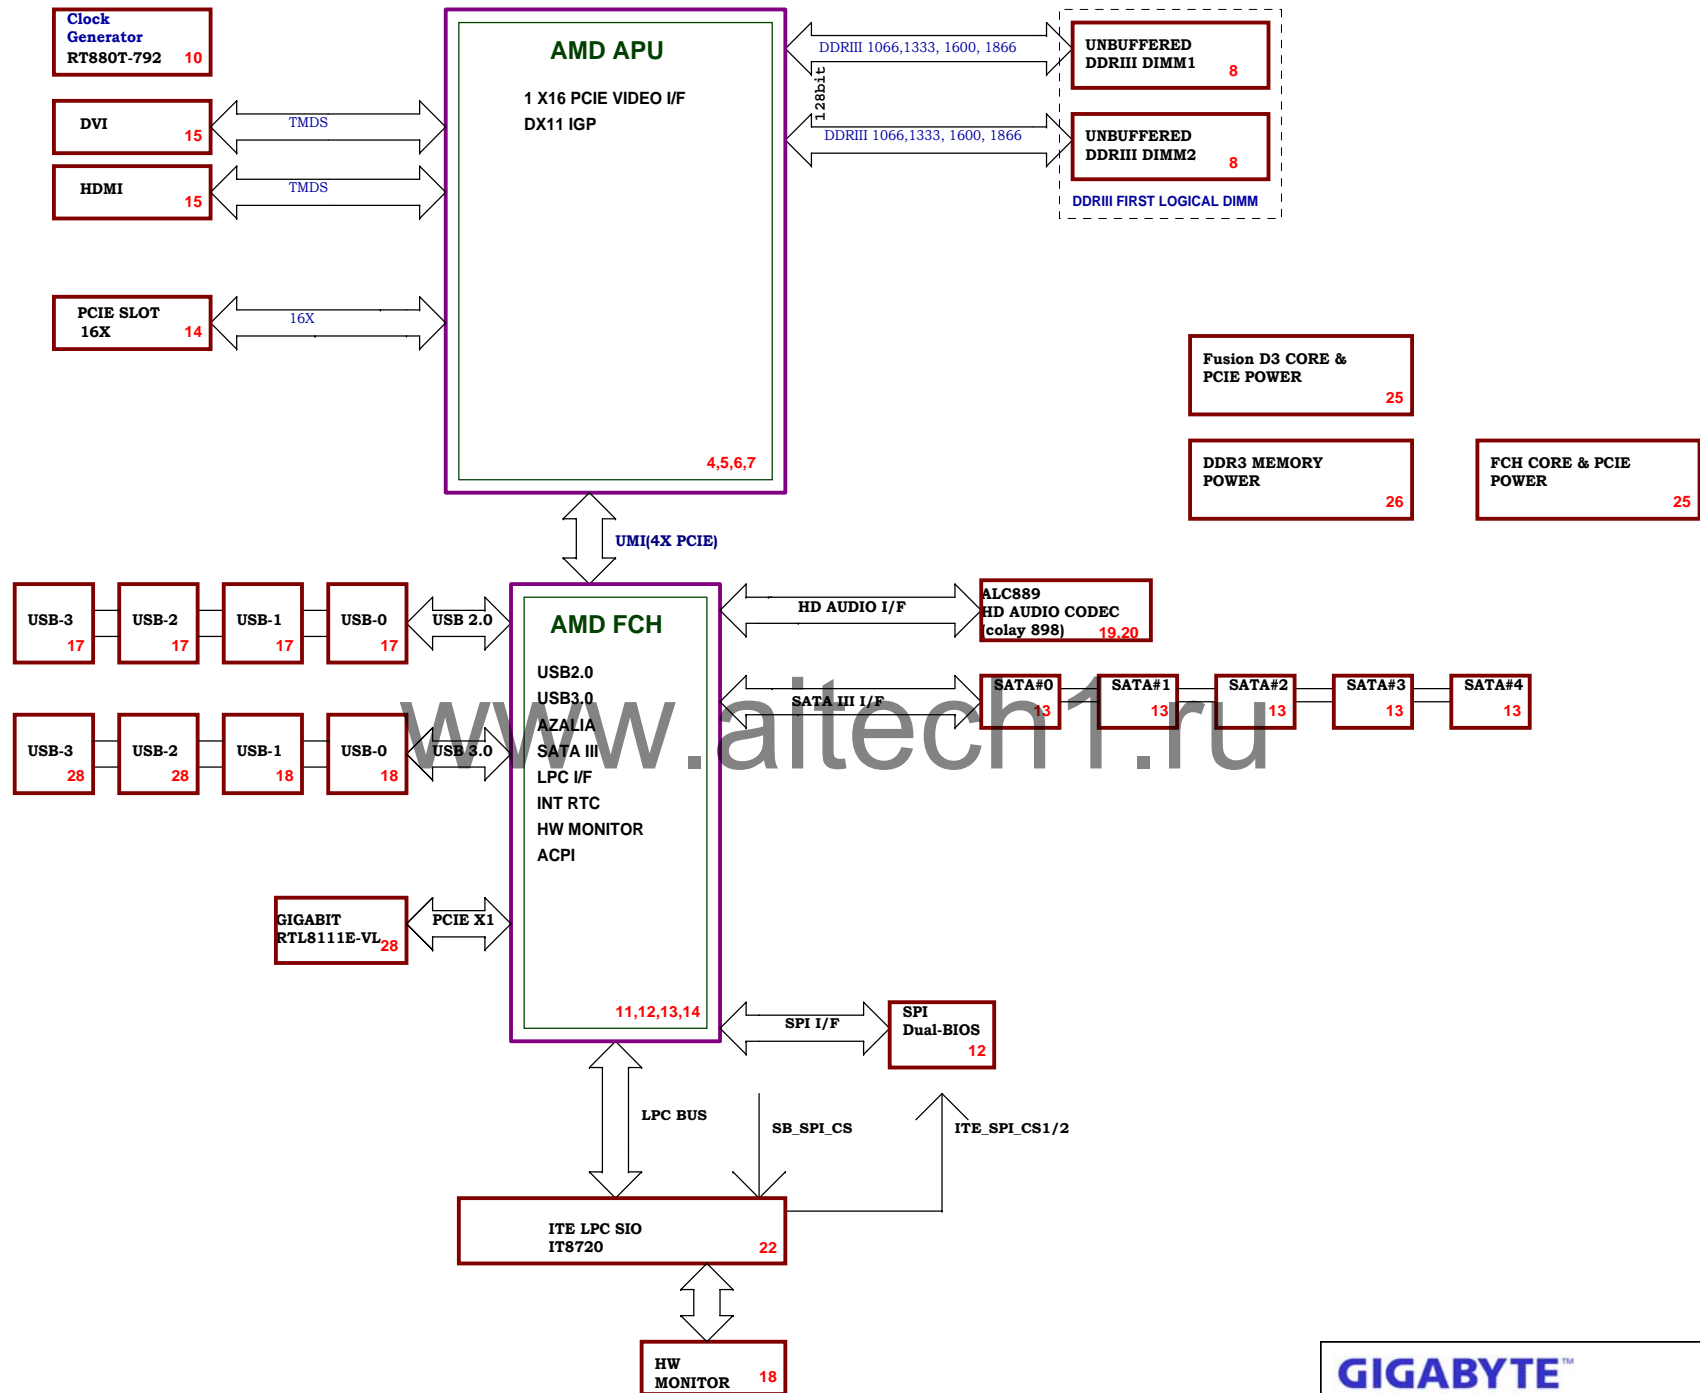 Clock
Generator
RT880T-792 10
DVI
15
TMDS
HDMI
15
TMDS
PCIE SLOT
16X 14
16X
AMD APU
1 X16 PCIE VIDEO I/F
DX11 IGP
4,5,6,7
DDRIII 1066,1333, 1600, 1866
128bit
DDRIII 1066,1333, 1600, 1866
UNBUFFERED
DDRIII DIMM1
8
UNBUFFERED
DDRIII DIMM2
8
DDRIII FIRST LOGICAL DIMM
Fusion D3 CORE &
PCIE POWER
25
DDR3 MEMORY
POWER
26
FCH CORE & PCIE
POWER
25
UMI(4X PCIE)
USB-3
17
USB-2
17
USB-1
17
USB-0
17
USB 2.0
USB-3
28
USB-2
28
USB-1
18
USB-0
18
USB 3.0
AMD FCH
USB2.0
USB3.0
AZALIA
SATA III
LPC I/F
INT RTC
HW MONITOR
ACPI
11,12,13,14
HD AUDIO I/F
ALC889
HD AUDIO CODEC
(colay 898) 19,20
SATA III I/F
SATA#0
13
SATA#1
13
SATA#2
13
SATA#3
13
SATA#4
13
www.aitech1.ru
GIGABIT
RTL8111E-VL 28
PCIE X1
SPI I/F
SPI
Dual-BIOS
12
LPC BUS
SB_SPI_CS
ITE_SPI_CS1/2
ITE LPC SIO
IT8720 22
HW
MONITOR 18
GIGABYTE™